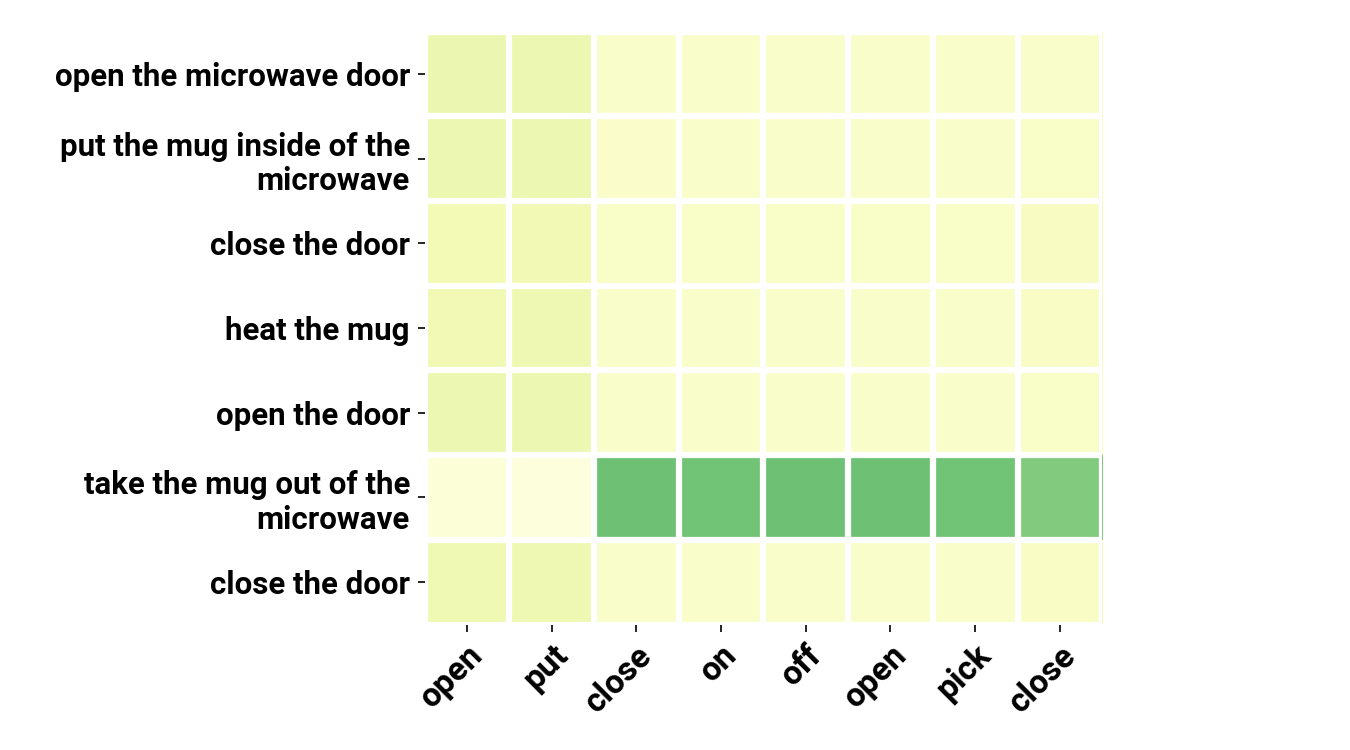 open the microwave door
put the mug inside of the
microwave
close the door
heat the mug
open the door
take the mug out of the
microwave
close the door
open
put
close
on
off
open
pick
close